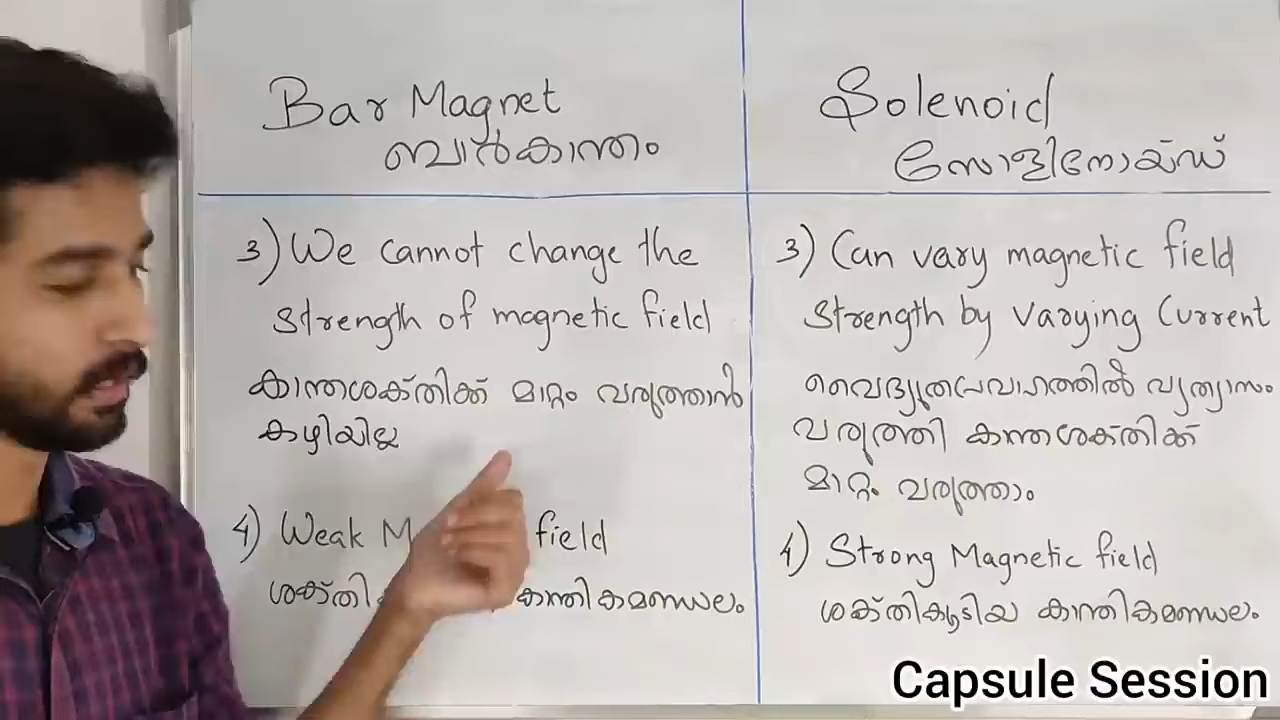 Bar Magnet
ബാർകാന്തം
3) We cannot change the
strength of magnetic field
കാന്തശക്തിക്ക് മാറ്റം വരുത്താൻ
കഴിയില്ല
4) Weak field
ശക്തി കാന്തികമണ്ഡലം
Solenoid
സോളിനോയ്ഡ്
3) Can vary magnetic field
strength by varying Current
വൈദ്യുതപ്രവാഹത്തിൽ വ്യത്യാസം
വരുത്തി കന്തശക്തിക്ക്
മാറ്റം വരുത്താം
4) Strong Magnetic field
ശക്തികൂടിയ കാന്തികമണ്ഡലം
Capsule Session